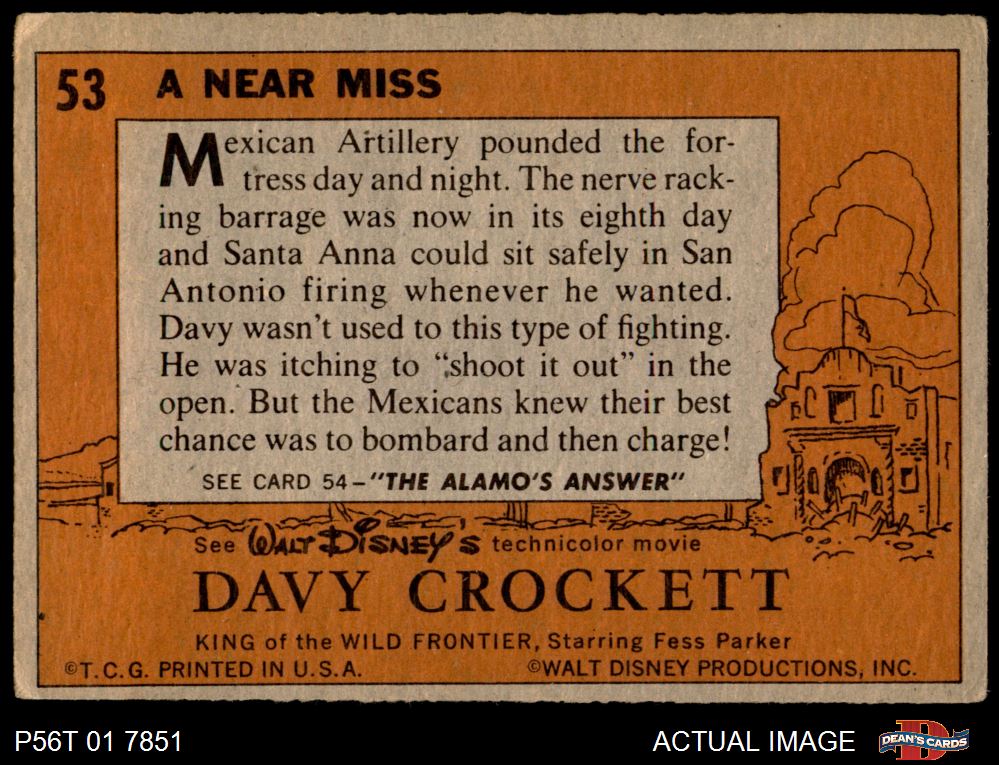 53 A NEAR MISS
Mexican Artillery pounded the for-
tress day and night. The nerve rack-
ing barrage was now in its eighth day
and Santa Anna could sit safely in San
Antonio firing whenever he wanted.
Davy wasn't used to this type of fighting.
He was itching to "shoot it out" in the
open. But the Mexicans knew their best
chance was to bombard and then charge!
SEE CARD 54-"THE ALAMO'S ANSWER"
See WALT DISNEY'S technicolor movie
DAVY CROCKETT
KING of the WILD FRONTIER, Starring Fess Parker
©T.C.G. PRINTED IN U.S.A. ©WALT DISNEY PRODUCTIONS, INC.
P56T 01 7851 ACTUAL IMAGE D DEAN'S CARDS